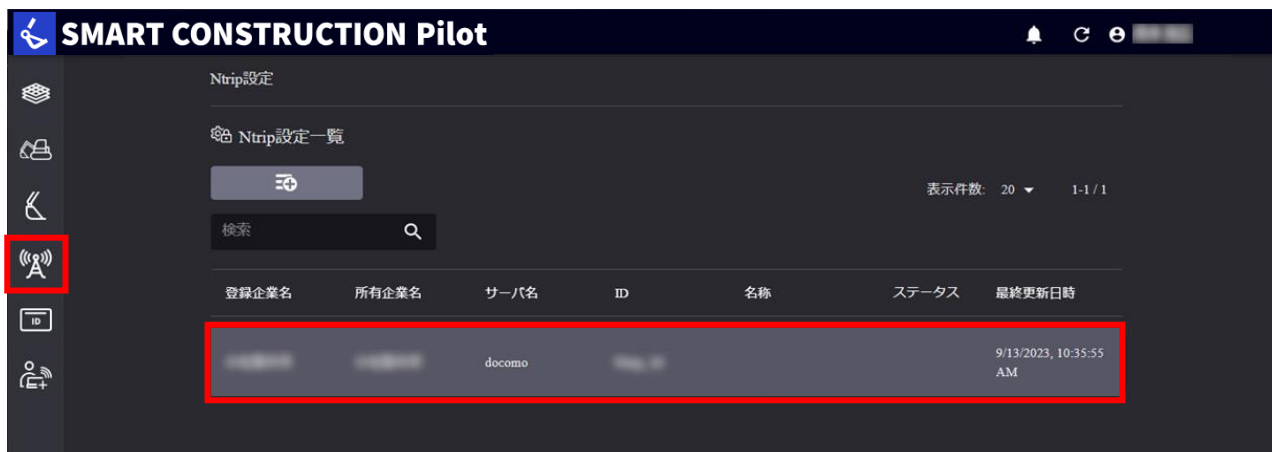 SMART CONSTRUCTION Pilot
Ntrip設定
Ntrip設定一覧
表示件数: 20 1-1 / 1
検索
登録企業名 所有企業名 サーバ名 ID 名称 ステータス 最終更新日時
ID
docomo 9/13/2023, 10:35:55
AM